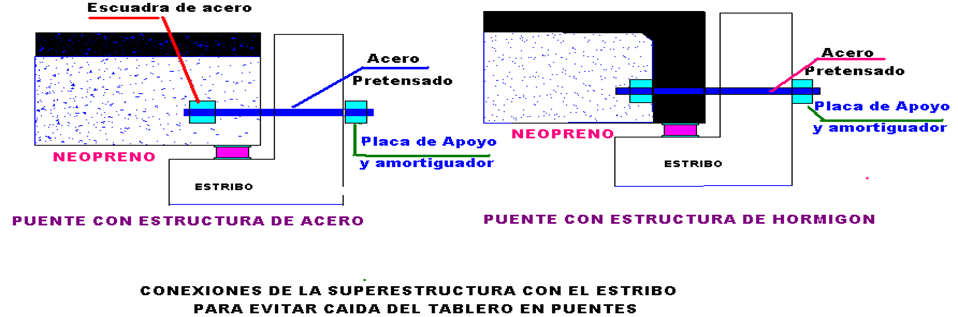 Escuadra de acero
Acero
Pretensado
Placa de Apoyo
y amortiguador
NEOPRENO
ESTRIBO
PUENTE CON ESTRUCTURA DE ACERO
Acero
Pretensado
Placa de Apoyo
y amortiguador
NEOPRENO
ESTRIBO
PUENTE CON ESTRUCTURA DE HORMIGON
CONEXIONES DE LA SUPERESTRUCTURA CON EL ESTRIBO
PARA EVITAR CAIDA DEL TABLERO EN PUENTES